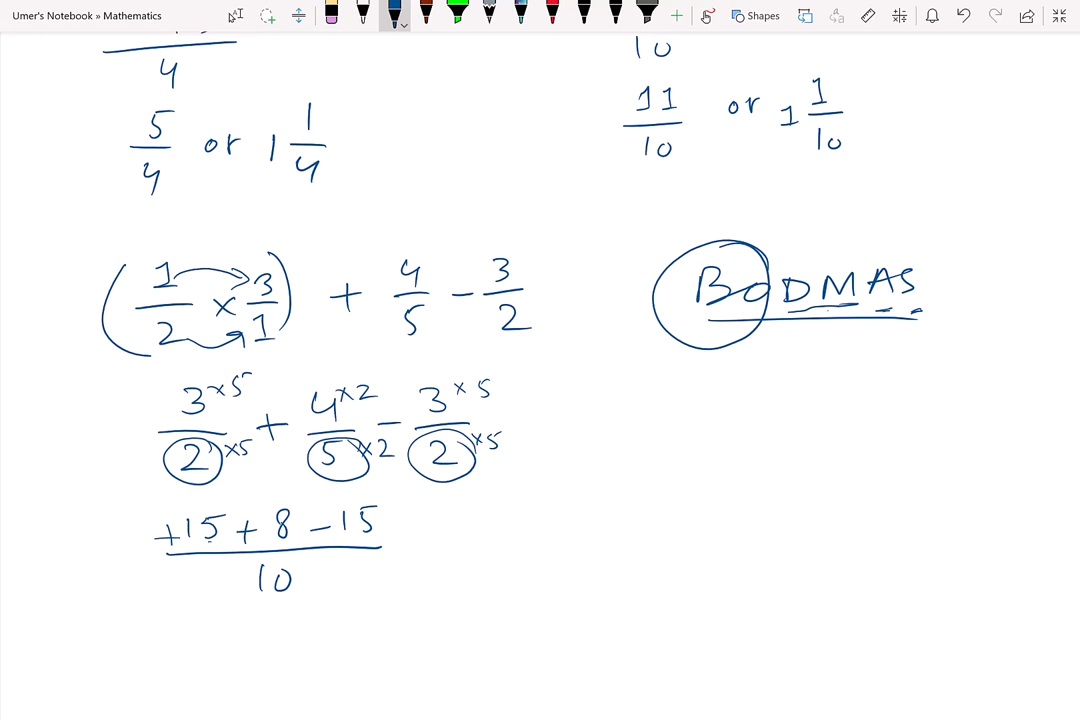 Umer's Notebook » Mathematics
Shapes
4
10
5/4 or 1 1/4
11/10 or 1 1/10
(1/2 × 3/1) + 4/5 - 3/2
BODMAS
3×5/2×5 + 4×2/5×2 - 3×5/2×5
+15 + 8 - 15
10